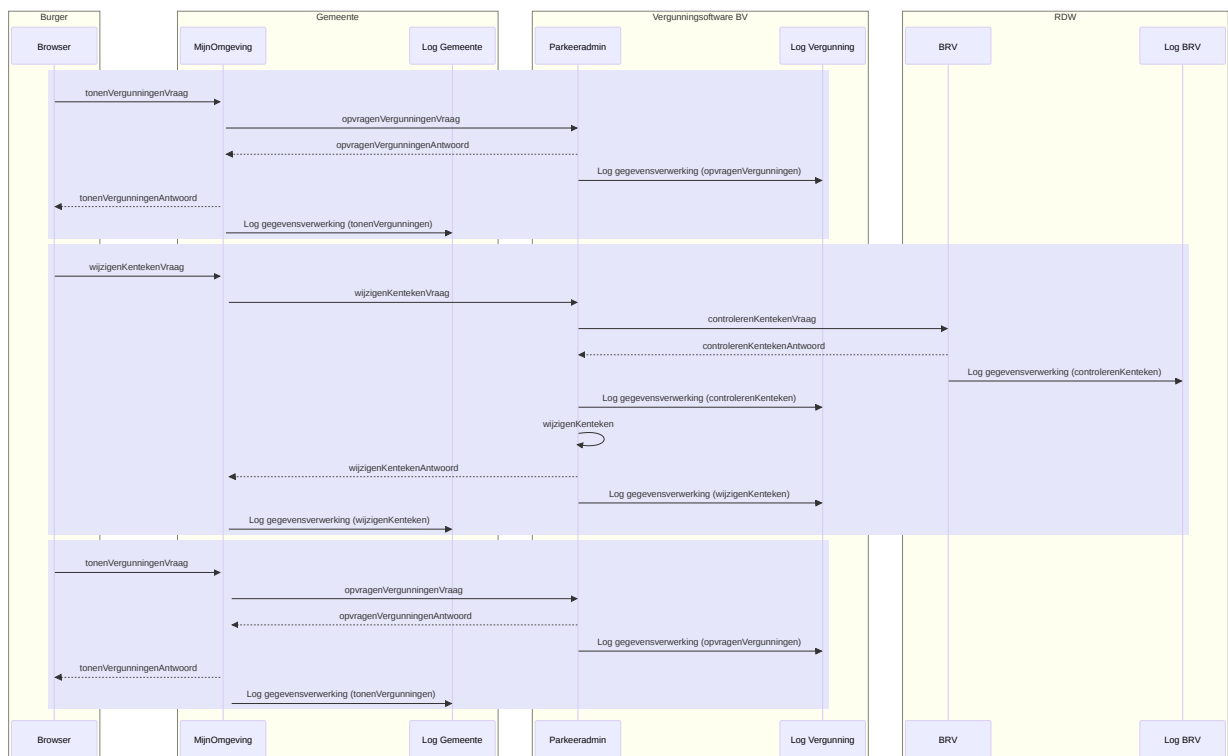 Burger
Gemeente
Vergunningsoftware BV
RDW
Browser
MijnOmgeving
Log Gemeente
Parkeeradmin
Log Vergunning
BRV
Log BRV
tonenVergunningenVraag
opvragenVergunningenVraag
opvragenVergunningenAntwoord
Log gegevensverwerking (opvragenVergunningen)
tonenVergunningenAntwoord
Log gegevensverwerking (tonenVergunningen)
wijzigenKentekenVraag
wijzigenKentekenVraag
controlerenKentekenVraag
controlerenKentekenAntwoord
Log gegevensverwerking (controlerenKenteken)
Log gegevensverwerking (controlerenKenteken)
wijzigenKenteken
wijzigenKentekenAntwoord
Log gegevensverwerking (wijzigenKenteken)
Log gegevensverwerking (wijzigenKenteken)
tonenVergunningenVraag
opvragenVergunningenVraag
opvragenVergunningenAntwoord
Log gegevensverwerking (opvragenVergunningen)
tonenVergunningenAntwoord
Log gegevensverwerking (tonenVergunningen)
Browser
MijnOmgeving
Log Gemeente
Parkeeradmin
Log Vergunning
BRV
Log BRV